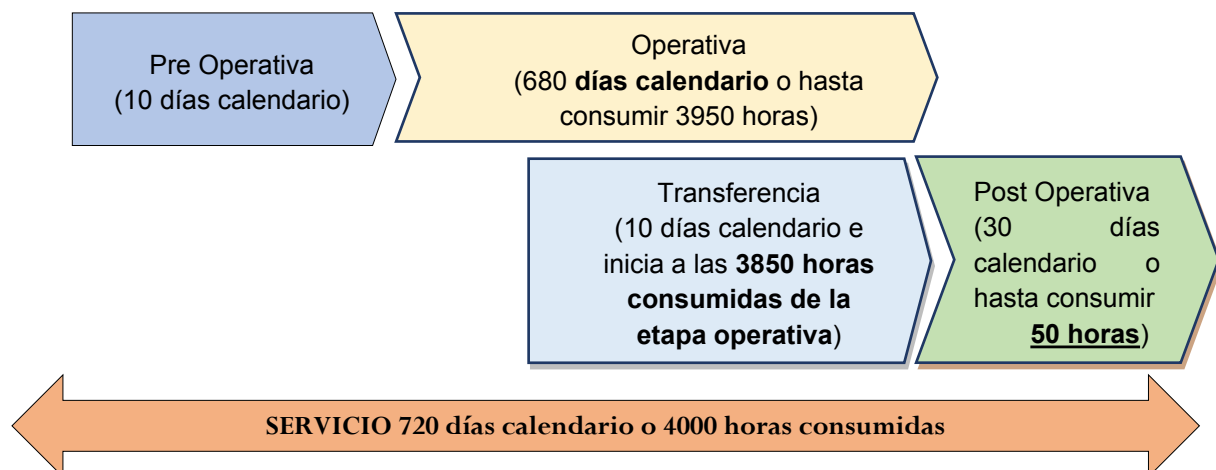 Pre Operativa
(10 días calendario)
Operativa
(680 días calendario o hasta
consumir 3950 horas)
Transferencia
(10 días calendario e
inicia a las 3850 horas
consumidas de la
etapa operativa)
Post Operativa
(30 días
calendario o
hasta consumir
50 horas)
SERVICIO 720 días calendario o 4000 horas consumidas